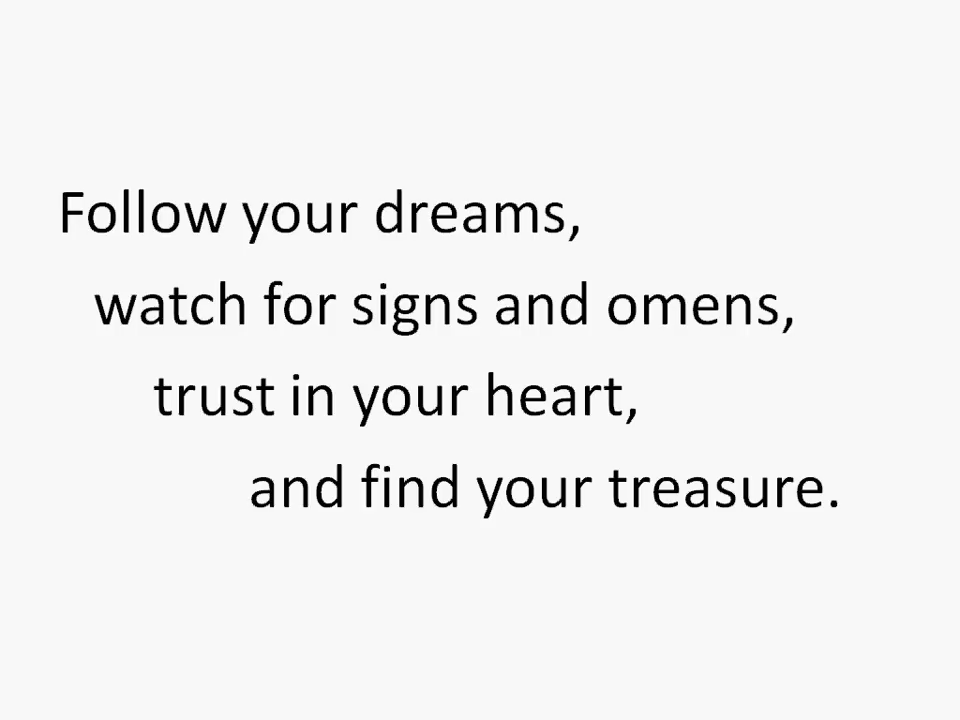 Follow your dreams,
watch for signs and omens,
trust in your heart,
and find your treasure.